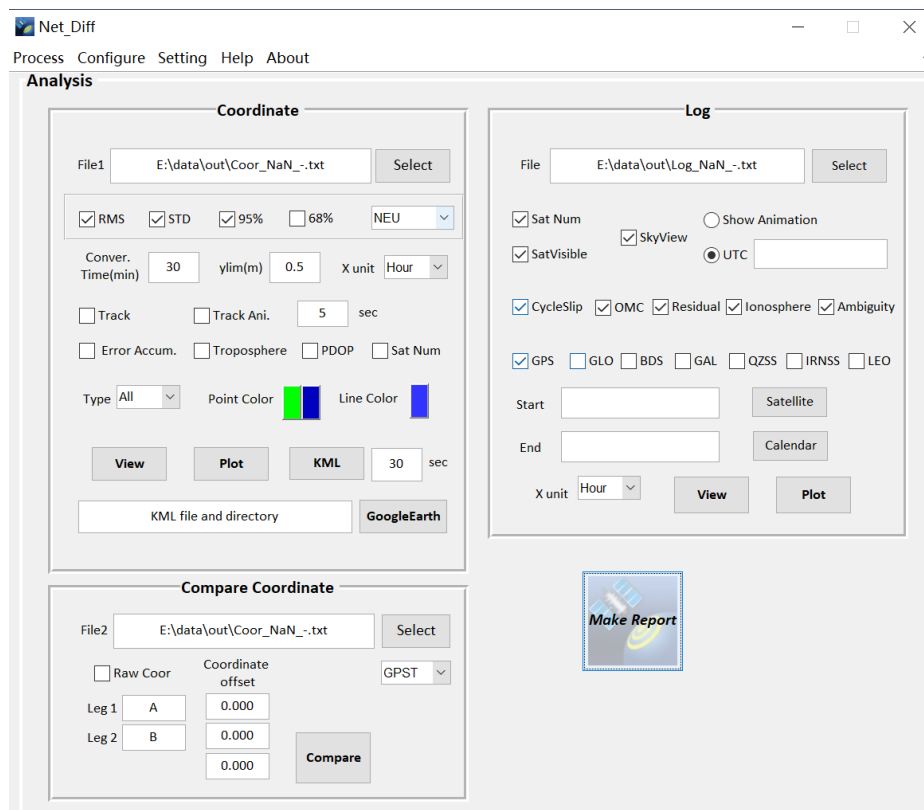 Net_Diff
Process Configure Setting Help About
Analysis
Coordinate
File1 E:\data\out\Coor_NaN_-.txt Select
RMS STD 95% 68% NEU
Conver.
Time(min) 30 ylim(m) 0.5 X unit Hour
Track Track Ani. 5 sec
Error Accum. Troposphere PDOP Sat Num
Type All Point Color Line Color
View Plot KML 30 sec
KML file and directory GoogleEarth
Log
File E:\data\out\Log_NaN_-.txt Select
Sat Num SkyView Show Animation
SatVisible UTC
CycleSlip OMC Residual Ionosphere Ambiguity
GPS GLO BDS GAL QZSS IRNSS LEO
Start Satellite
End Calendar
X unit Hour View Plot
Compare Coordinate
File2 E:\data\out\Coor_NaN_-.txt Select
Raw Coor Coordinate
offset GPST
Leg 1 A 0.000
Leg 2 B 0.000
0.000 Compare
Make Report